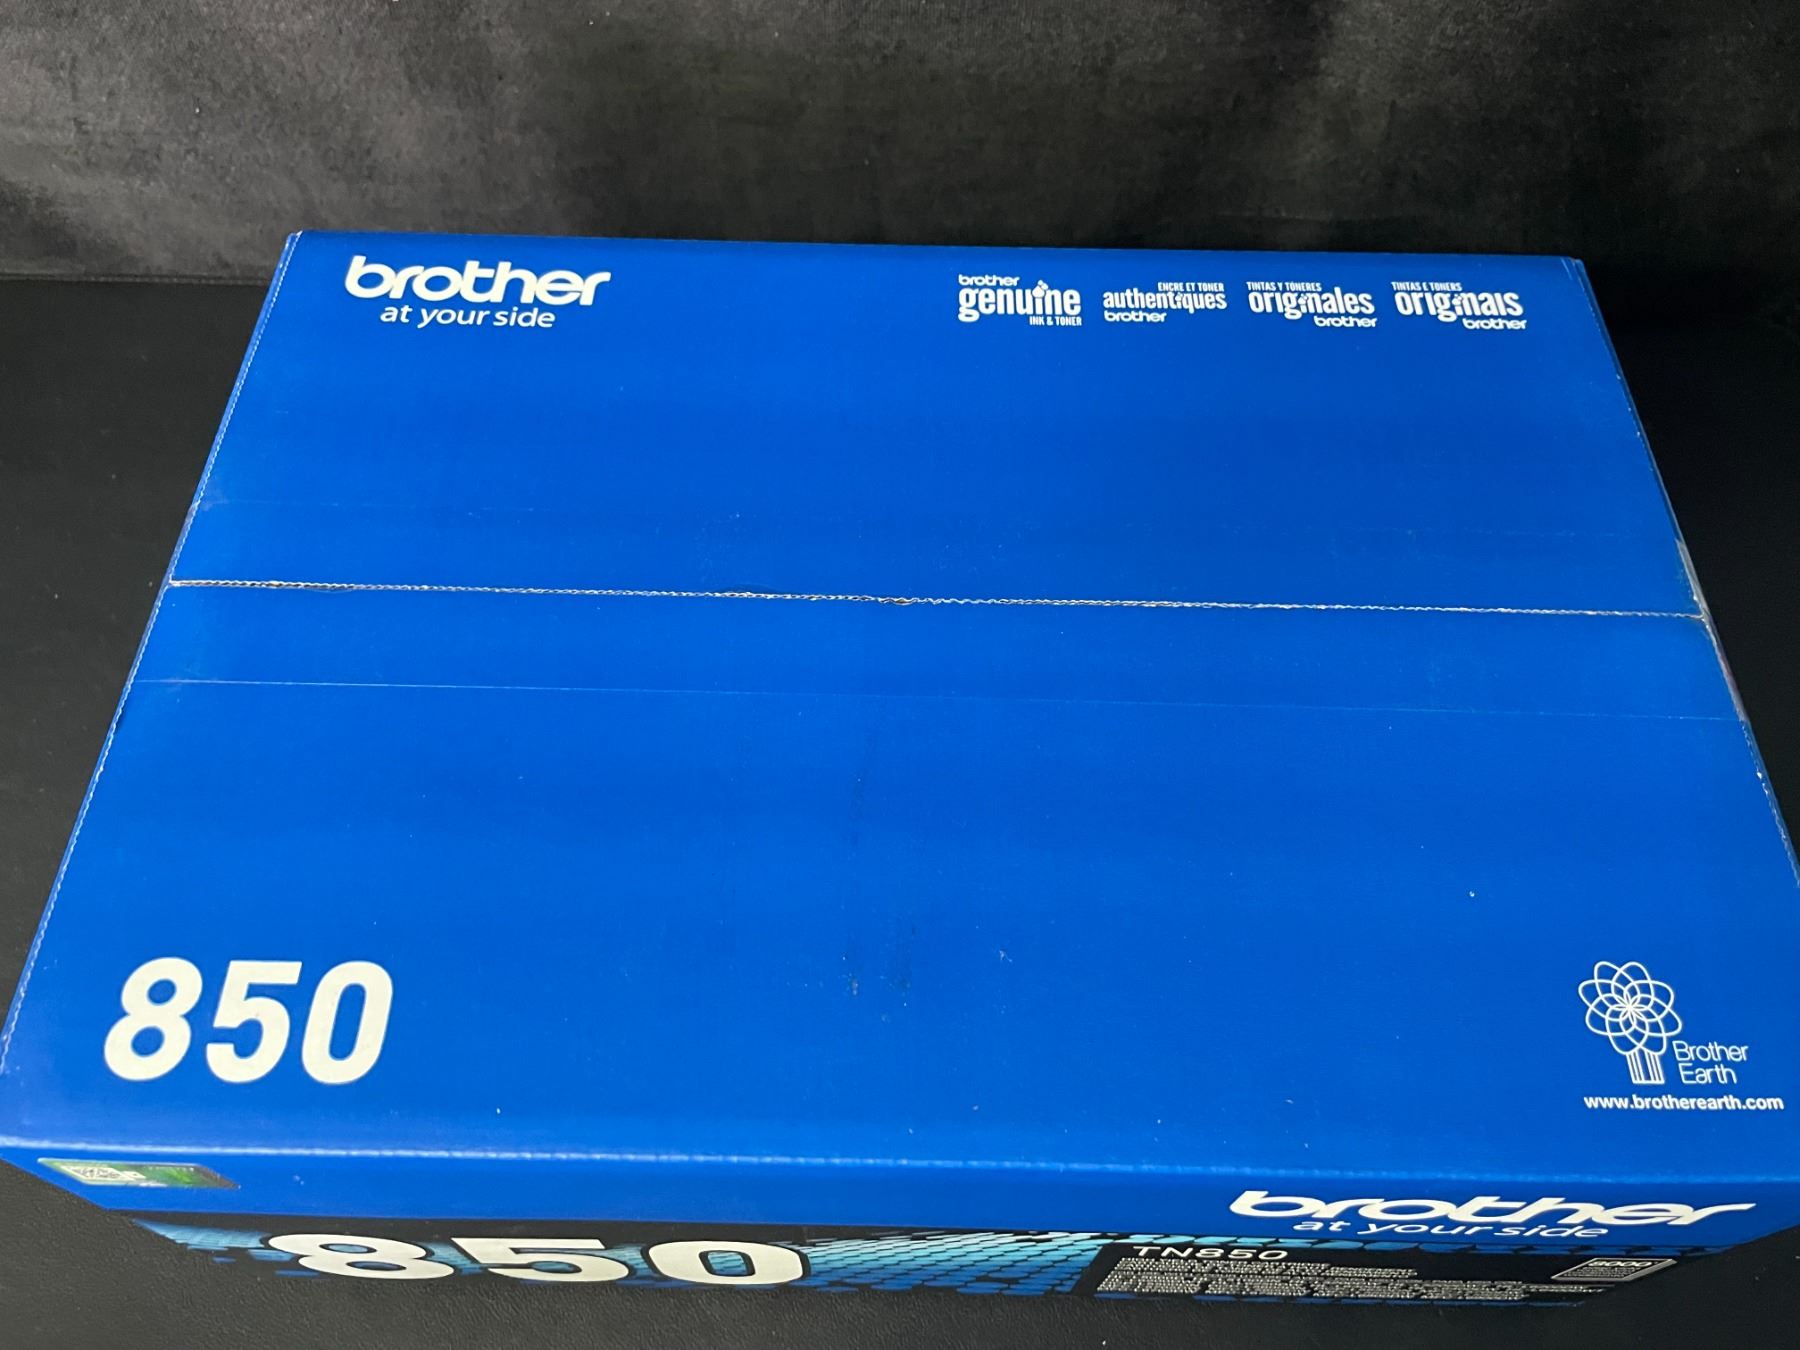 brother
at your side
brother
genuine
INK & TONER
ENCRE ET TONER
authentiques
brother
TINTAS Y TÓNERES
originales
brother
TINTAS E TONERS
originais
brother
850
Brother
Earth
www.brotherearth.com
brother
at your side
850
TN850